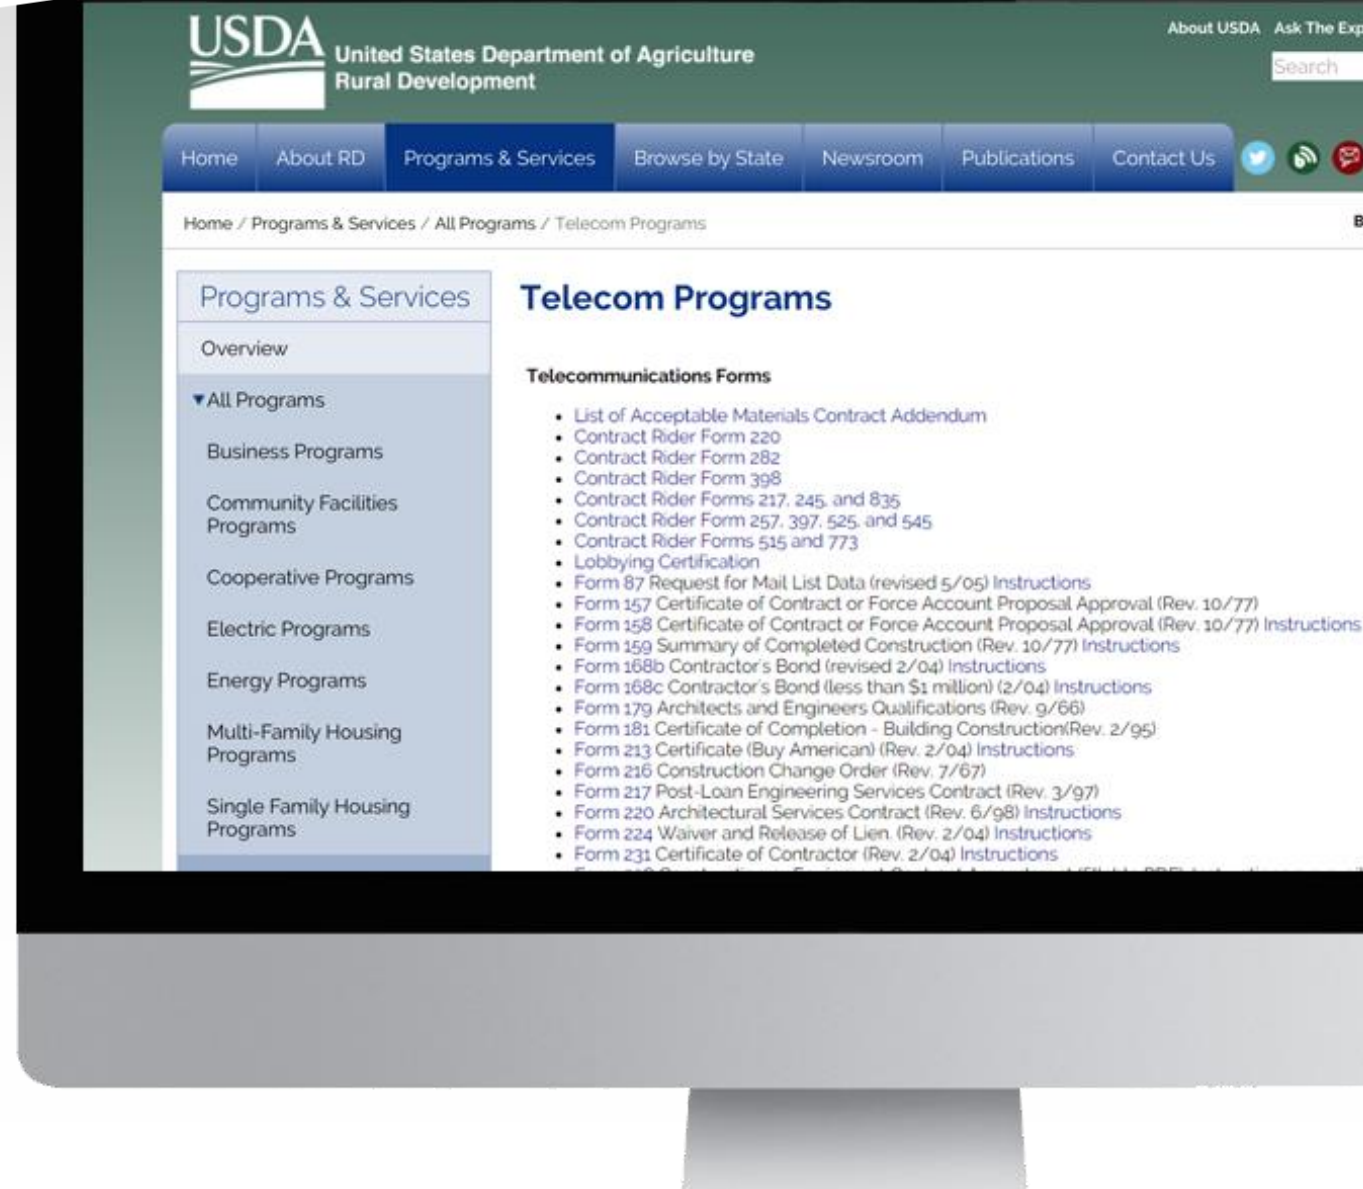 USDA
United States Department of Agriculture
Rural Development
About USDA Ask The Exp
Search
Home About RD Programs & Services Browse by State Newsroom Publications Contact Us
Home / Programs & Services / All Programs / Telecom Programs
B
Programs & Services
Overview
▼All Programs
Business Programs
Community Facilities
Programs
Cooperative Programs
Electric Programs
Energy Programs
Multi-Family Housing
Programs
Single Family Housing
Programs
Telecom Programs
Telecommunications Forms
• List of Acceptable Materials Contract Addendum
• Contract Rider Form 220
• Contract Rider Form 282
• Contract Rider Form 398
• Contract Rider Forms 217, 245, and 835
• Contract Rider Form 257, 397, 525, and 545
• Contract Rider Forms 515 and 773
• Lobbying Certification
• Form 87 Request for Mail List Data (revised 5/05) Instructions
• Form 157 Certificate of Contract or Force Account Proposal Approval (Rev. 10/77)
• Form 158 Certificate of Contract or Force Account Proposal Approval (Rev. 10/77) Instructions
• Form 159 Summary of Completed Construction (Rev. 10/77) Instructions
• Form 168b Contractor's Bond (revised 2/04) Instructions
• Form 168c Contractor's Bond (less than $1 million) (2/04) Instructions
• Form 179 Architects and Engineers Qualifications (Rev. 9/66)
• Form 181 Certificate of Completion - Building Construction(Rev. 2/95)
• Form 213 Certificate (Buy American) (Rev. 2/04) Instructions
• Form 216 Construction Change Order (Rev. 7/67)
• Form 217 Post-Loan Engineering Services Contract (Rev. 3/97)
• Form 220 Architectural Services Contract (Rev. 6/98) Instructions
• Form 224 Waiver and Release of Lien. (Rev. 2/04) Instructions
• Form 231 Certificate of Contractor (Rev. 2/04) Instructions